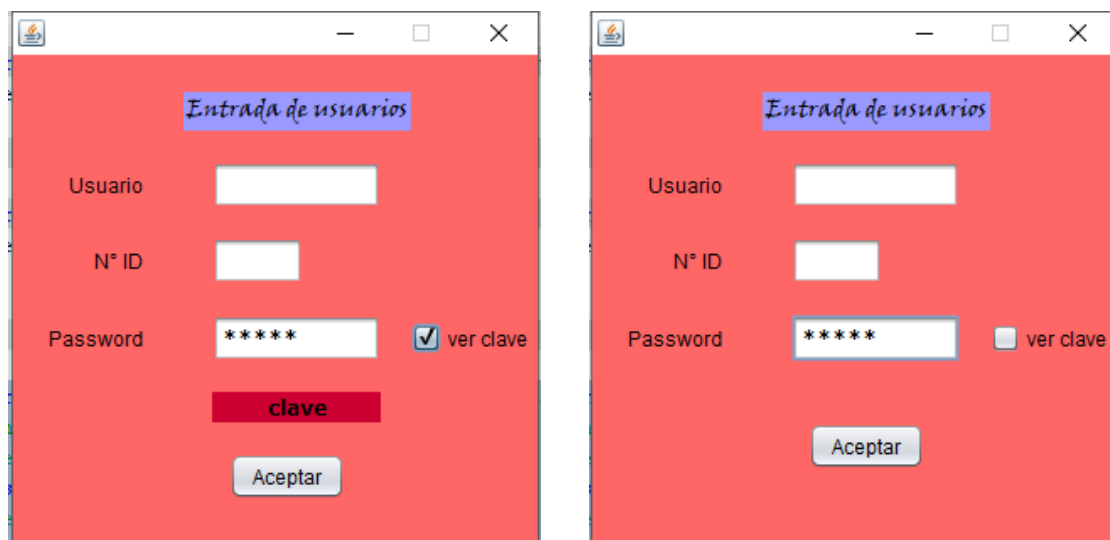 Entrada de usuarios
Usuario
N° ID
Password ***** ver clave
clave
Aceptar
Entrada de usuarios
Usuario
N° ID
Password ***** ver clave
Aceptar